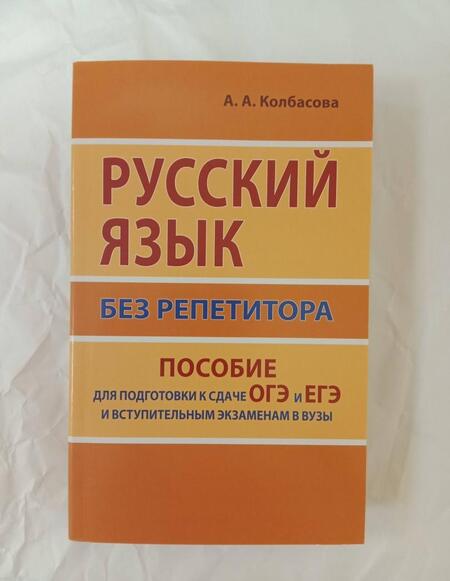 А. А. Колбасова
РУССКИЙ
ЯЗЫК
БЕЗ РЕПЕТИТОРА
ПОСОБИЕ
ДЛЯ ПОДГОТОВКИ К СДАЧЕ ОГЭ И ЕГЭ
И ВСТУПИТЕЛЬНЫМ ЭКЗАМЕНАМ В ВУЗЫ